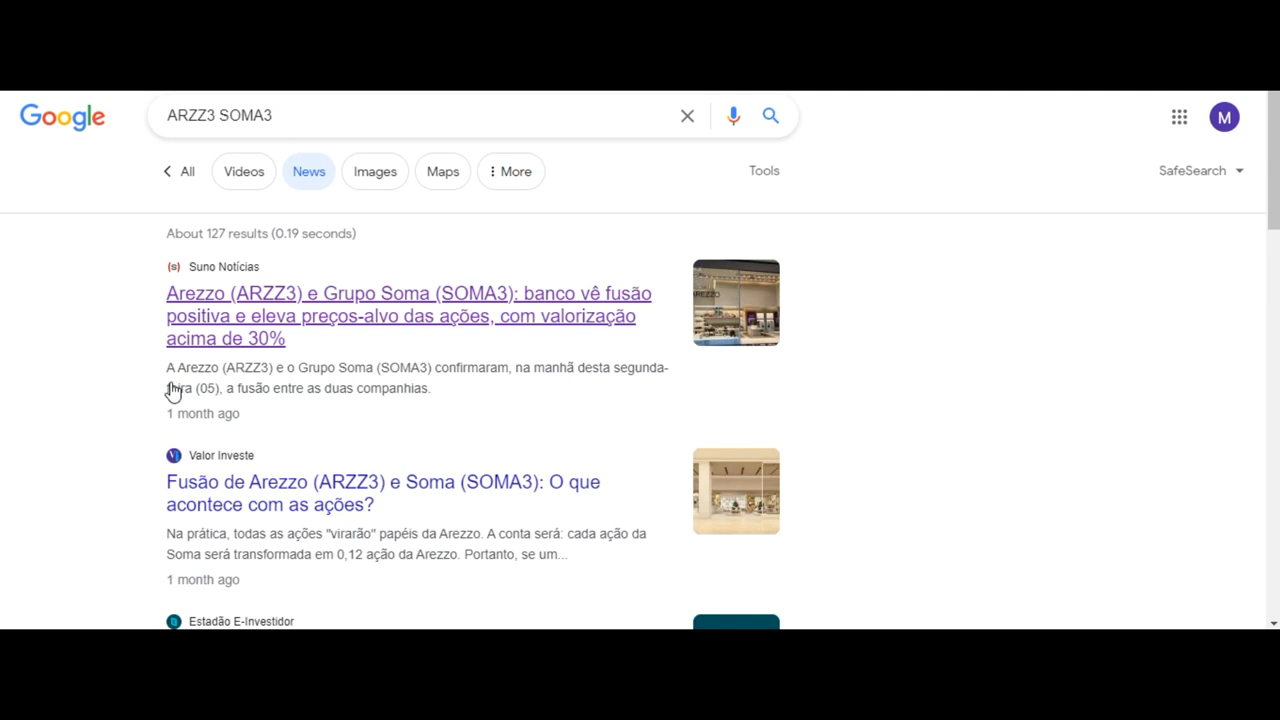 Google
ARZZ3 SOMA3
M
All
Videos
News
Images
Maps
More
Tools
SafeSearch
About 127 results (0.19 seconds)
(s) Suno Notícias
Arezzo (ARZZ3) e Grupo Soma (SOMA3): banco vê fusão
positiva e eleva preços-alvo das ações, com valorização
acima de 30%
AREZZO
A Arezzo (ARZZ3) e o Grupo Soma (SOMA3) confirmaram, na manhã desta segunda-
ira (05), a fusão entre as duas companhias.
1 month ago
Valor Investe
Fusão de Arezzo (ARZZ3) e Soma (SOMA3): O que
acontece com as ações?
Na prática, todas as ações "virarão" papéis da Arezzo. A conta será: cada ação da
Soma será transformada em 0,12 ação da Arezzo. Portanto, se um...
1 month ago
Estadão E-Investidor